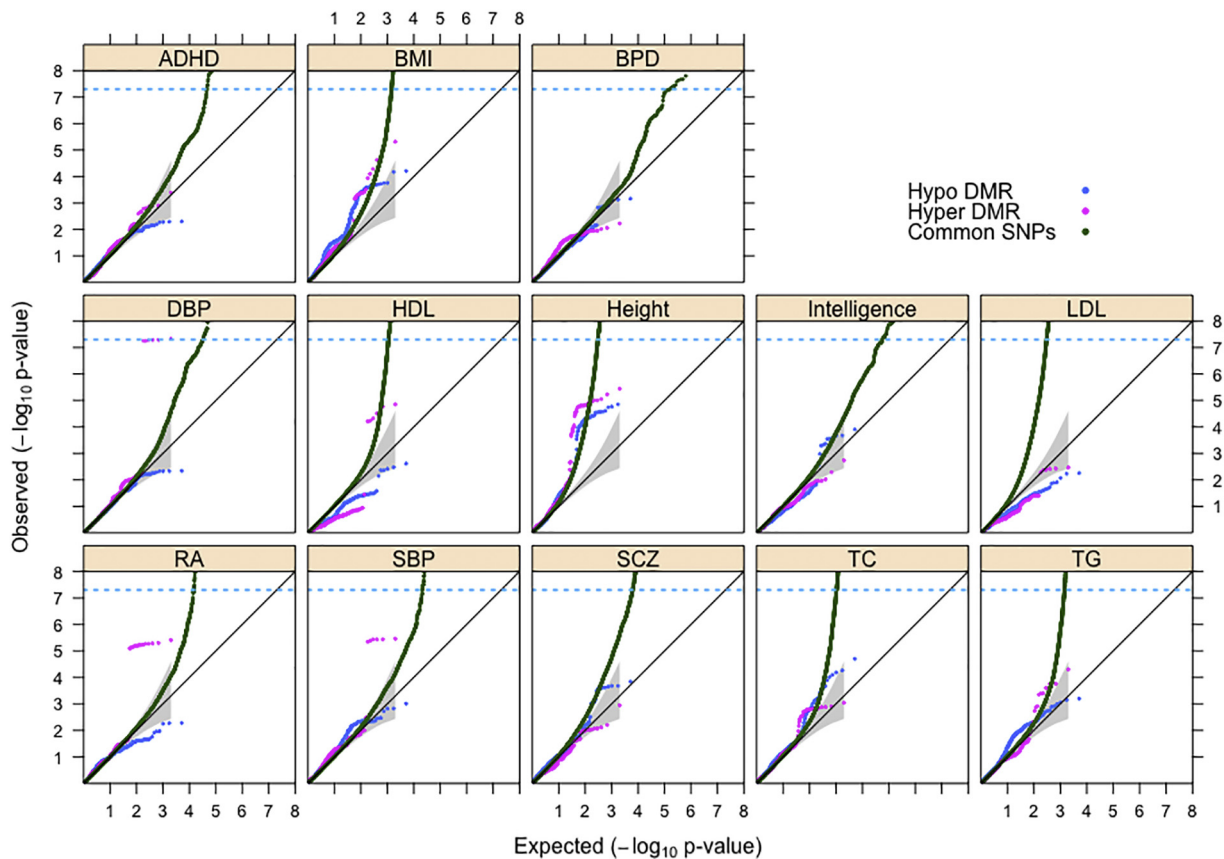 1 2 3 4 5 6 7 8
ADHD BMI BPD
8
7
6
5
4
3
2
1
Hypo DMR
Hyper DMR
Common SNPs
Observed (−log10 p-value)
DBP HDL Height Intelligence LDL
8
7
6
5
4
3
2
1
RA SBP SCZ TC TG
8
7
6
5
4
3
2
1
1 2 3 4 5 6 7 8 1 2 3 4 5 6 7 8 1 2 3 4 5 6 7 8
Expected (−log10 p-value)